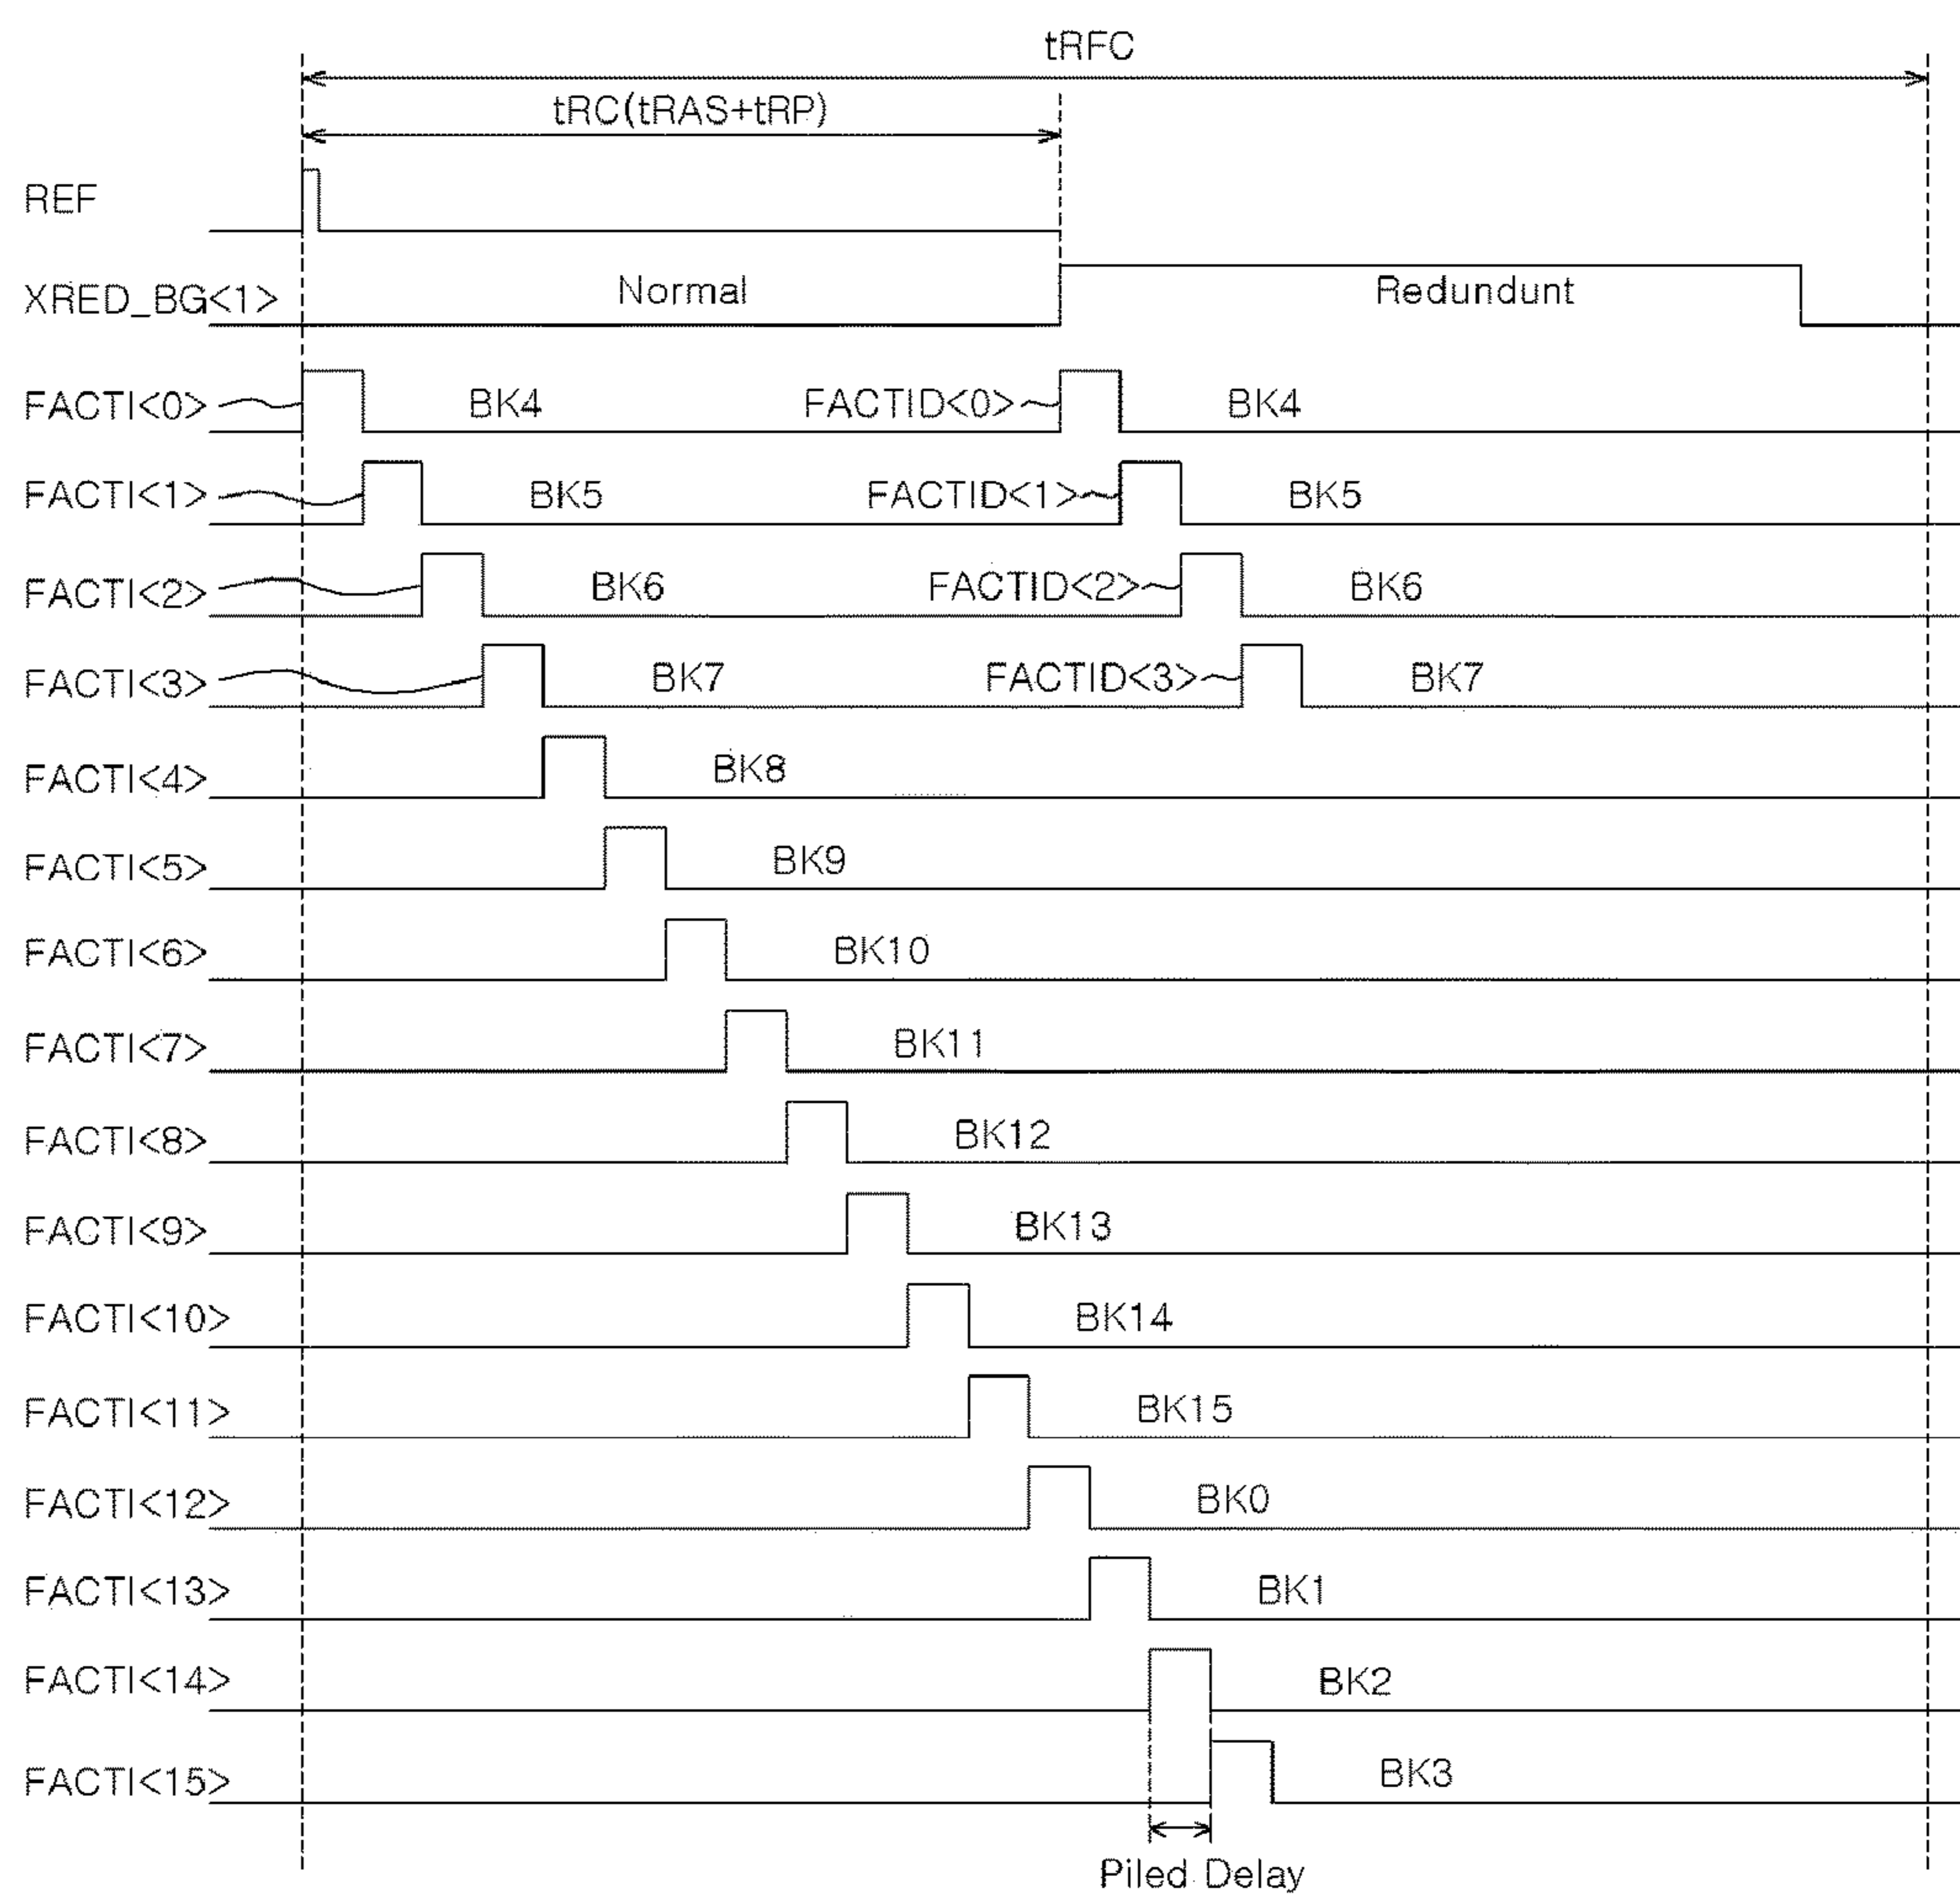 tRFC
tRC(tRAS+tRP)
REF
XRED_BG<1> Normal Redundunt
FACTI<0> BK4 FACTID<0> BK4
FACTI<1> BK5 FACTID<1> BK5
FACTI<2> BK6 FACTID<2> BK6
FACTI<3> BK7 FACTID<3> BK7
FACTI<4> BK8
FACTI<5> BK9
FACTI<6> BK10
FACTI<7> BK11
FACTI<8> BK12
FACTI<9> BK13
FACTI<10> BK14
FACTI<11> BK15
FACTI<12> BK0
FACTI<13> BK1
FACTI<14> BK2
FACTI<15> BK3
Piled Delay